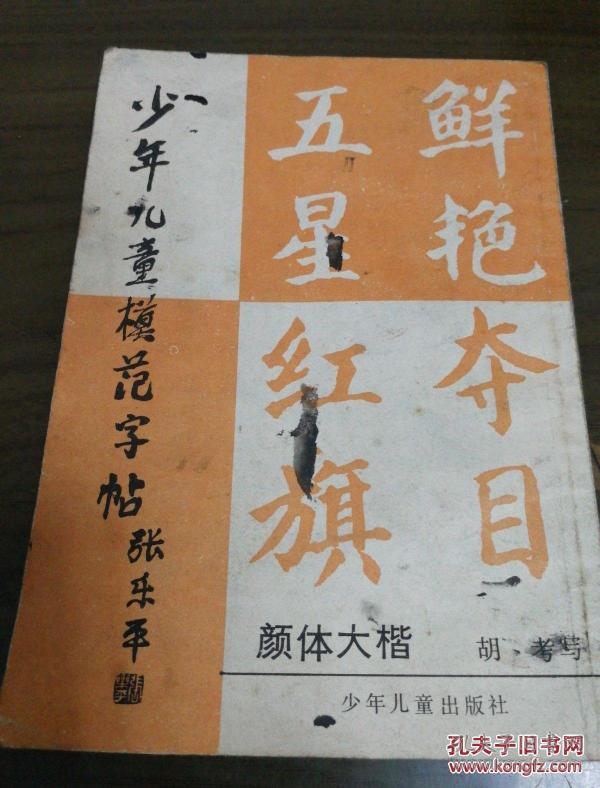 鲜艳夺目
五星红旗
少年儿童模范字帖
张乐平
颜体大楷
胡·考写
少年儿童出版社
孔夫子旧书网
www.kongfz.com